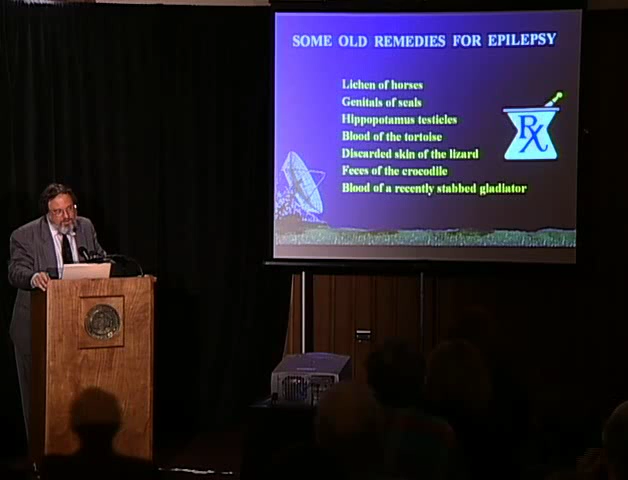 SOME OLD REMEDIES FOR EPILEPSY
Lichen of horses
Genitals of seals
Hippopotamus testicles
Blood of the tortoise
Discarded skin of the lizard
Feces of the crocodile
Blood of a recently stabbed gladiator
RX